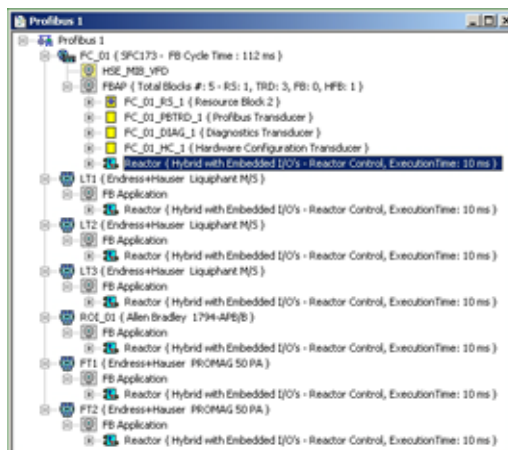 Profibus 1
Profibus 1
FC_01 ( SFC173 - FB Cycle Time : 112 ms )
HSE_MIB_VFD
FBAP ( Total Blocks #: 5 - RS: 1, TRD: 3, FB: 0, HFB: 1 )
FC_01_RS_1 ( Resource Block 2 )
FC_01_PBTRD_1 ( Profibus Transducer )
FC_01_DIAG_1 ( Diagnostics Transducer )
FC_01_HC_1 ( Hardware Configuration Transducer )
Reactor ( Hybrid with Embedded I/O's - Reactor Control, ExecutionTime: 10 ms )
LT1 ( Endress+Hauser Liquiphant M/S )
FB Application
Reactor ( Hybrid with Embedded I/O's - Reactor Control, ExecutionTime: 10 ms )
LT2 ( Endress+Hauser Liquiphant M/S )
FB Application
Reactor ( Hybrid with Embedded I/O's - Reactor Control, ExecutionTime: 10 ms )
LT3 ( Endress+Hauser Liquiphant M/S )
FB Application
Reactor ( Hybrid with Embedded I/O's - Reactor Control, ExecutionTime: 10 ms )
ROI_01 ( Allen Bradley 1794-APB/B )
FB Application
Reactor ( Hybrid with Embedded I/O's - Reactor Control, ExecutionTime: 10 ms )
FT1 ( Endress+Hauser PROMAG 50 PA )
FB Application
Reactor ( Hybrid with Embedded I/O's - Reactor Control, ExecutionTime: 10 ms )
FT2 ( Endress+Hauser PROMAG 50 PA )
FB Application
Reactor ( Hybrid with Embedded I/O's - Reactor Control, ExecutionTime: 10 ms )